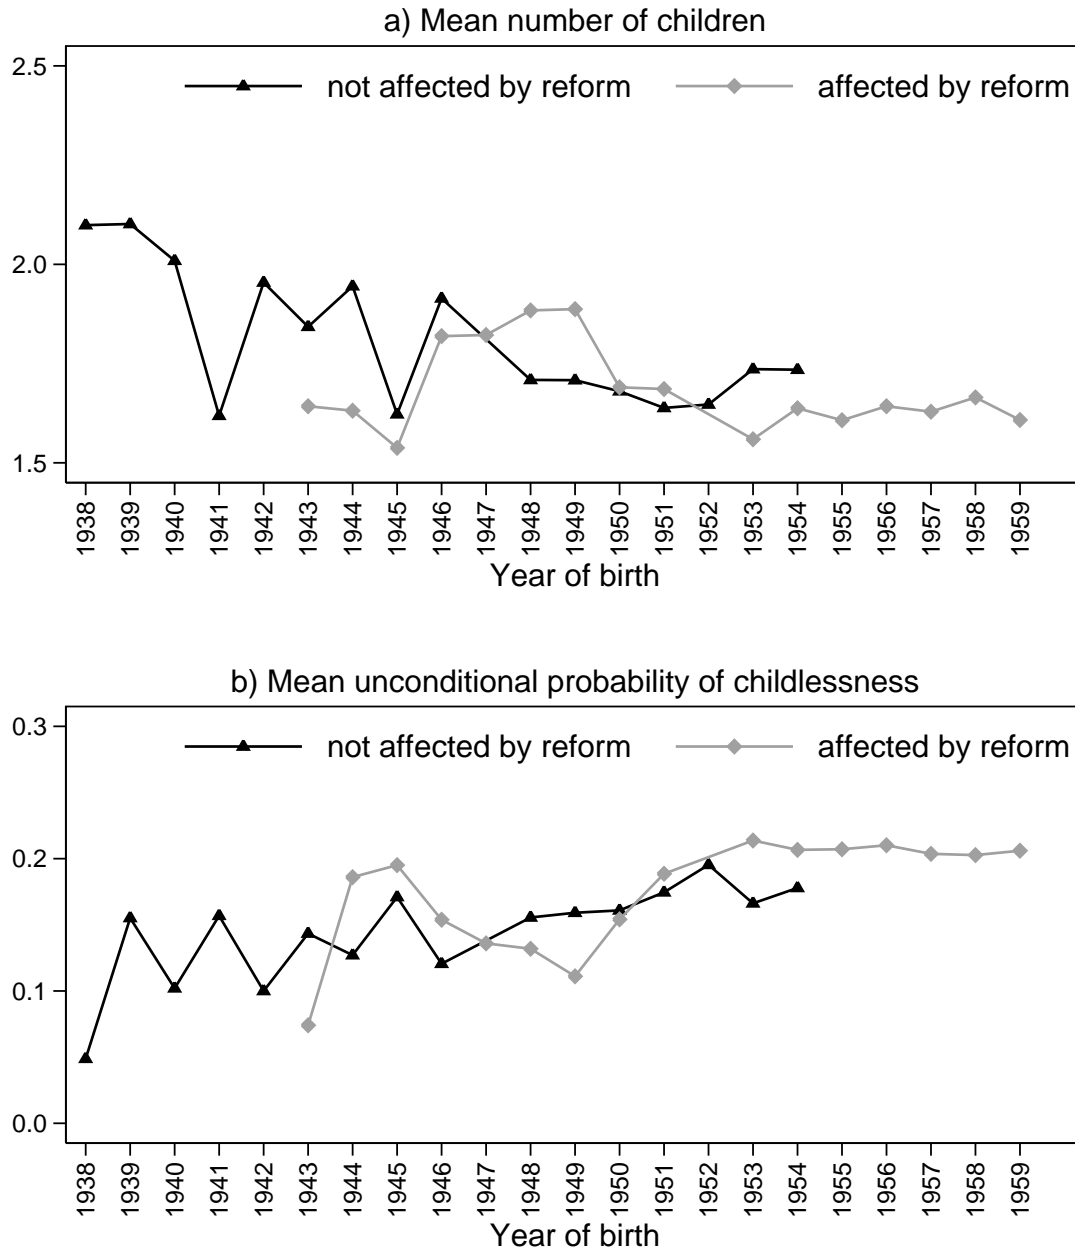 a) Mean number of children
2.5
not affected by reform affected by reform
2.0
1.5
1938 1939 1940 1941 1942 1943 1944 1945 1946 1947 1948 1949 1950 1951 1952 1953 1954 1955 1956 1957 1958 1959
Year of birth
b) Mean unconditional probability of childlessness
0.3
not affected by reform affected by reform
0.2
0.1
0.0
1938 1939 1940 1941 1942 1943 1944 1945 1946 1947 1948 1949 1950 1951 1952 1953 1954 1955 1956 1957 1958 1959
Year of birth